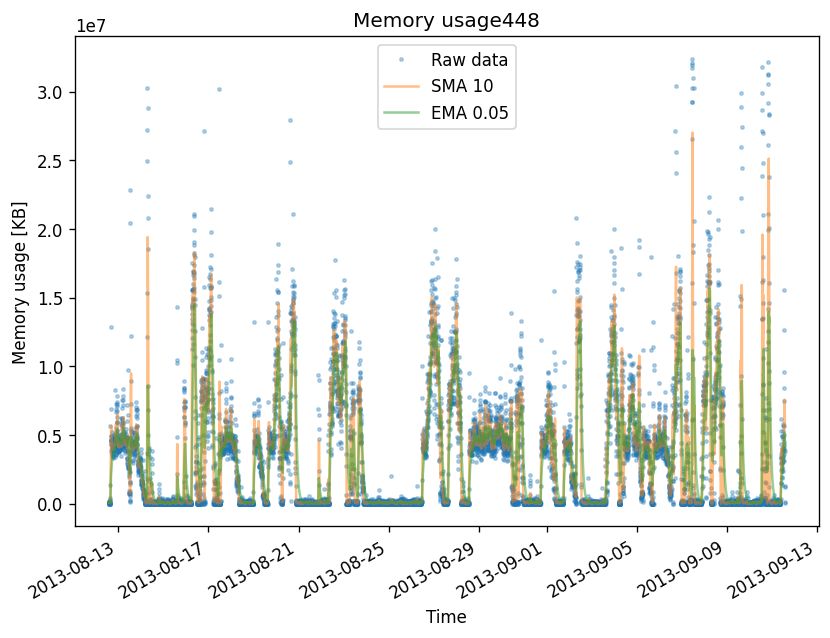 Memory usage448
1e7
Raw data
SMA 10
EMA 0.05
3.0
2.5
2.0
1.5
1.0
0.5
0.0
Memory usage [KB]
2013-08-13
2013-08-17
2013-08-21
2013-08-25
2013-08-29
2013-09-01
2013-09-05
2013-09-09
2013-09-13
Time